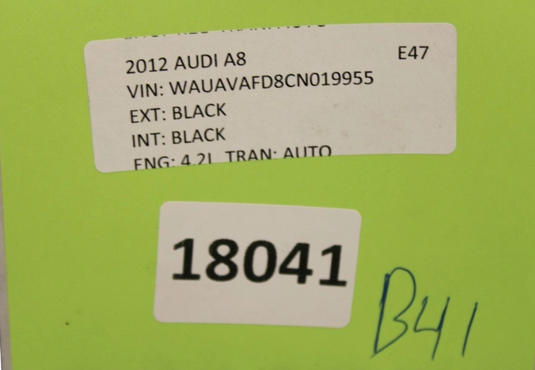 2012 AUDI A8 E47
VIN: WAUAVAFD8CN019955
EXT: BLACK
INT: BLACK
ENG: 4.2L TRAN: AUTO
18041
B41